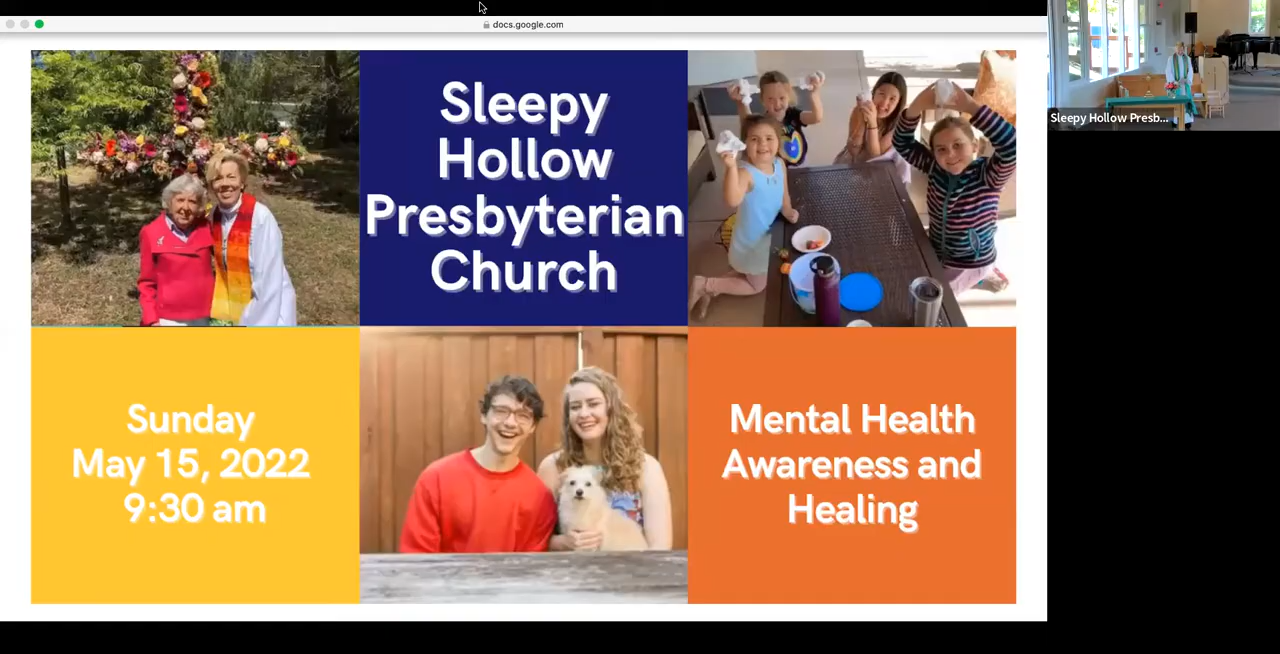 docs.google.com
Sleepy
Hollow
Presbyterian
Church
Sleepy Hollow Presb...
Sunday
May 15, 2022
9:30 am
Mental Health
Awareness and
Healing